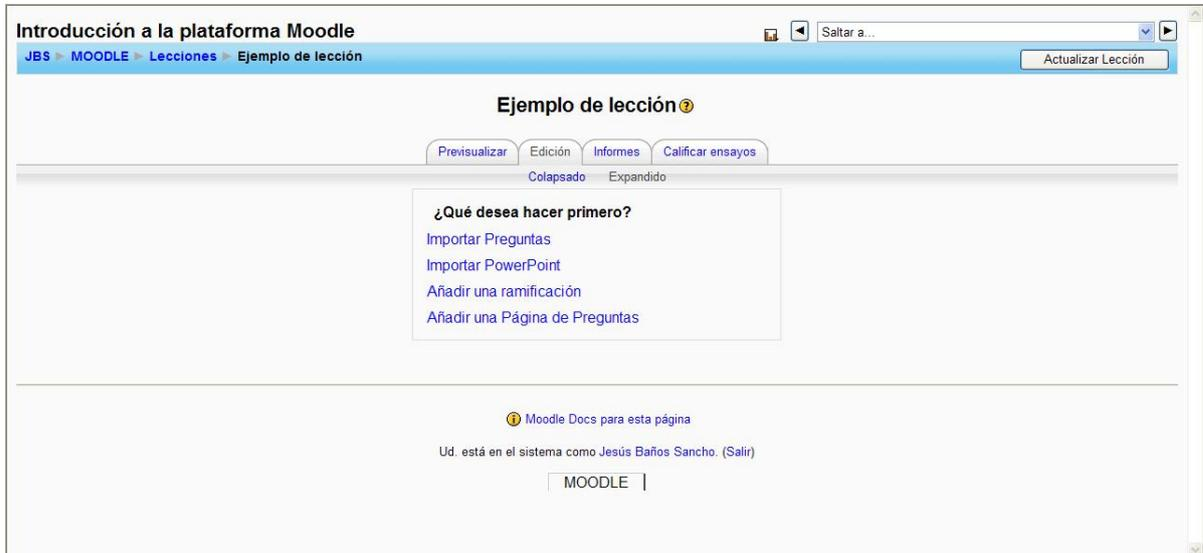 Introducción a la plataforma Moodle
Saltar a...
JBS ► MOODLE ► Lecciones ► Ejemplo de lección
Actualizar Lección
Ejemplo de lección
Previsualizar Edición Informes Calificar ensayos
Colapsado Expandido
¿Qué desea hacer primero?
Importar Preguntas
Importar PowerPoint
Añadir una ramificación
Añadir una Página de Preguntas
Moodle Docs para esta página
Ud. está en el sistema como Jesús Baños Sancho. (Salir)
MOODLE